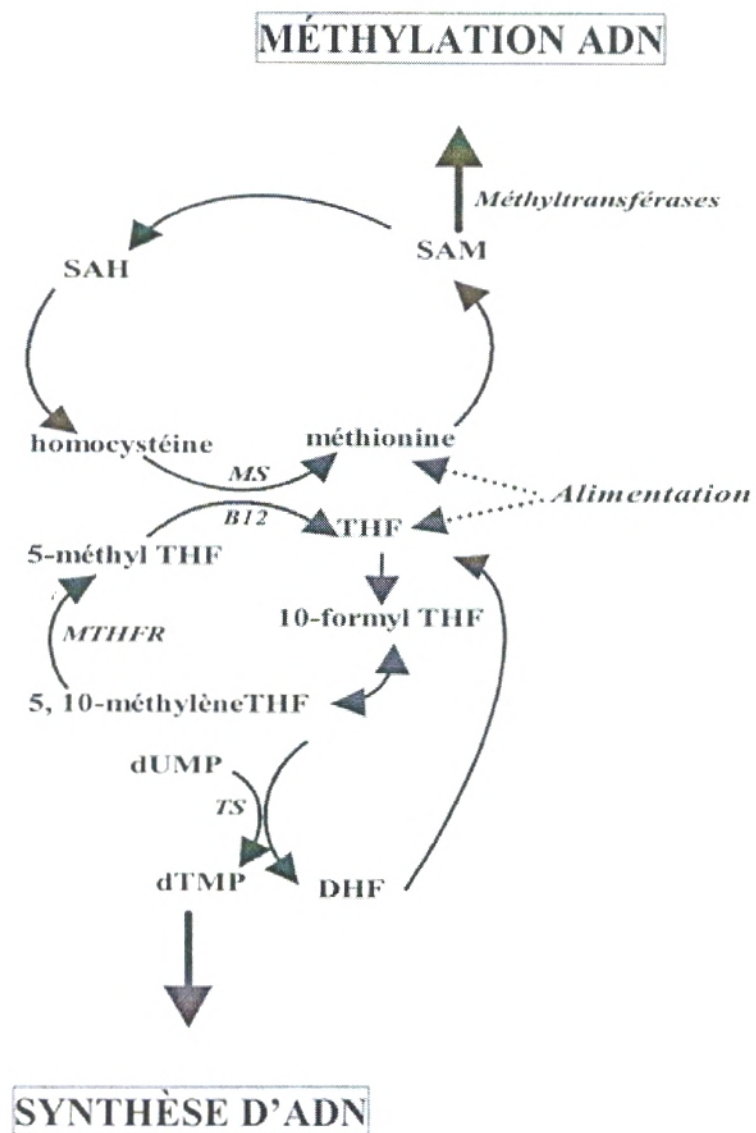 MÉTHYLATION ADN
Méthyltransférases
SAH
SAM
homocystéine
méthionine
MS
B12
Alimentation
THF
5-méthyl THF
10-formyl THF
MTHFR
5, 10-méthylèneTHF
dUMP
TS
dTMP
DHF
SYNTHÈSE D'ADN